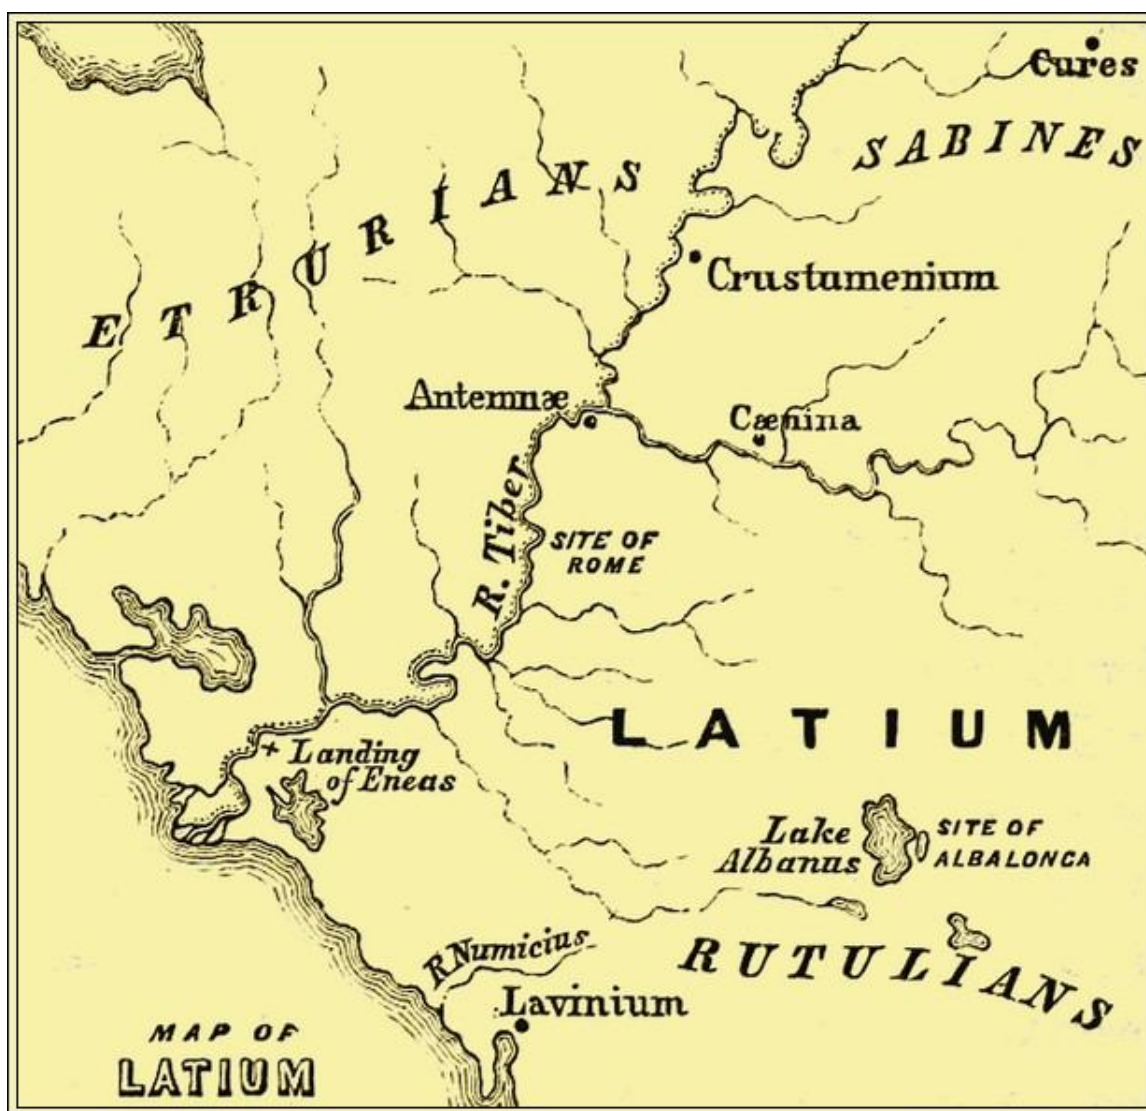 Cures
SABINES
ETRURIANS
Crustumenium
Antemnæ
Cænina
R. Tiber
SITE OF
ROME
LATIUM
Landing
of Eneas
Lake
Albanus
SITE OF
ALBALONCA
RUTULIANS
R Numicius
Lavinium
MAP OF
LATIUM